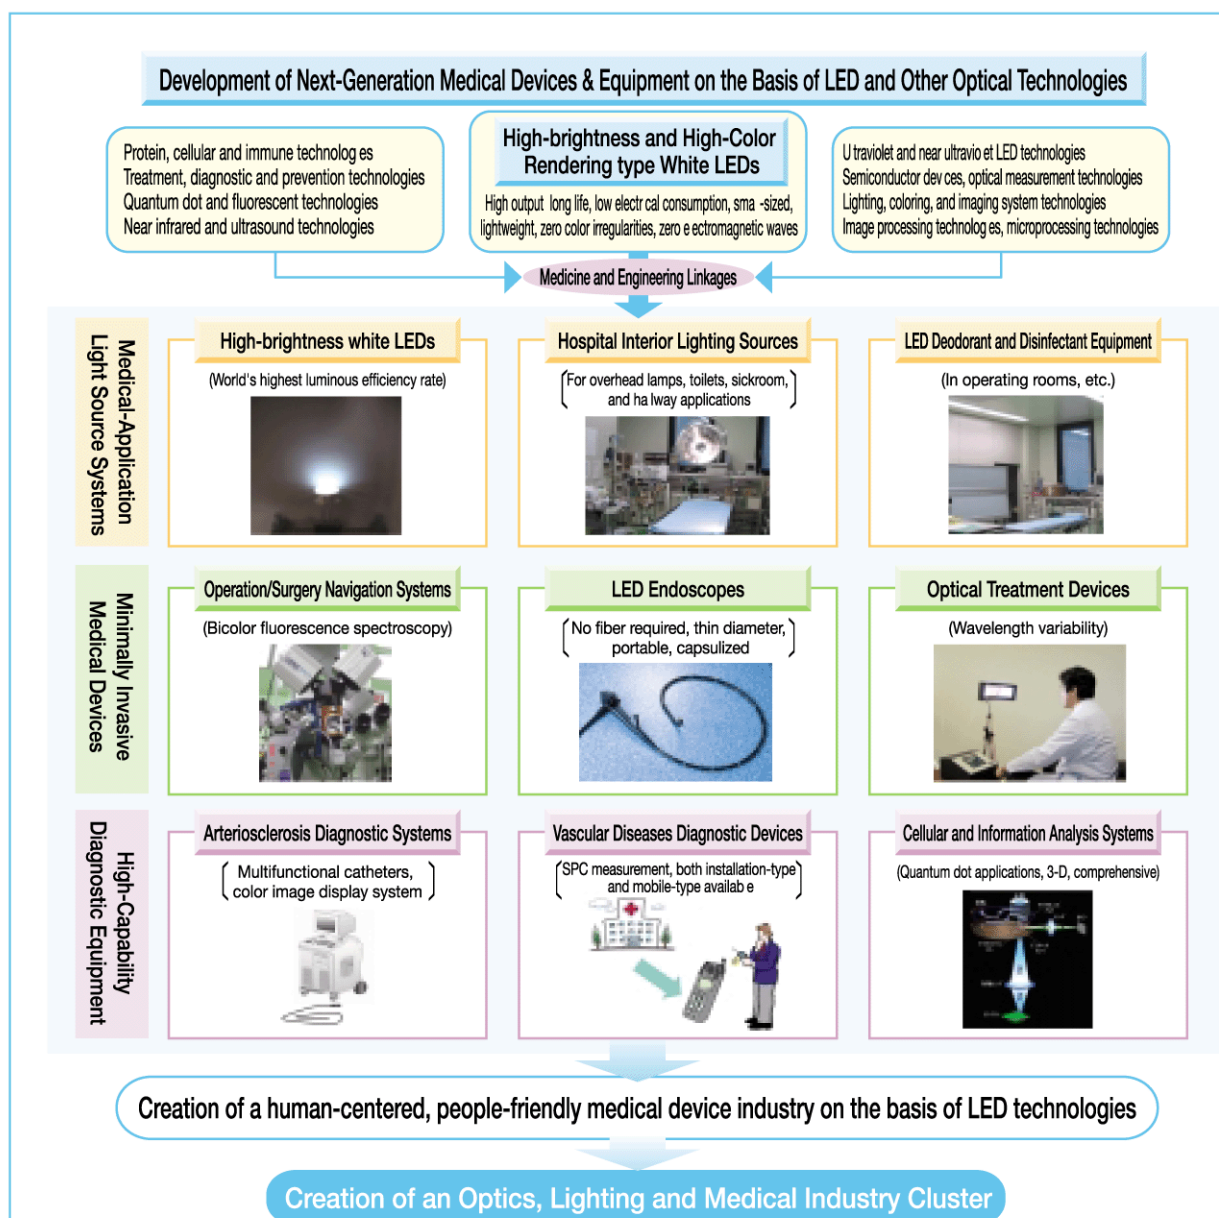 Development of Next-Generation Medical Devices & Equipment on the Basis of LED and Other Optical Technologies
Protein, cellular and immune technolog es
Treatment, diagnostic and prevention technologies
Quantum dot and fluorescent technologies
Near infrared and ultrasound technologies
High-brightness and High-Color
Rendering type White LEDs
High output long life, low electr cal consumption, sma -sized,
lightweight, zero color irregularities, zero e ectromagnetic waves
U traviolet and near ultravio et LED technologies
Semiconductor dev ces, optical measurement technologies
Lighting, coloring, and imaging system technologies
Image processing technolog es, microprocessing technologies
Medicine and Engineering Linkages
Medical-Application
Light Source Systems
High-brightness white LEDs
(World's highest luminous efficiency rate)
Hospital Interior Lighting Sources
(For overhead lamps, toilets, sickroom,
and ha lway applications)
LED Deodorant and Disinfectant Equipment
(In operating rooms, etc.)
Minimally Invasive
Medical Devices
Operation/Surgery Navigation Systems
(Bicolor fluorescence spectroscopy)
LED Endoscopes
(No fiber required, thin diameter,
portable, capsulized)
Optical Treatment Devices
(Wavelength variability)
High-Capability
Diagnostic Equipment
Arteriosclerosis Diagnostic Systems
(Multifunctional catheters,
color image display system)
Vascular Diseases Diagnostic Devices
(SPC measurement, both installation-type
and mobile-type availab e)
Cellular and Information Analysis Systems
(Quantum dot applications, 3-D, comprehensive)
Creation of a human-centered, people-friendly medical device industry on the basis of LED technologies
Creation of an Optics, Lighting and Medical Industry Cluster